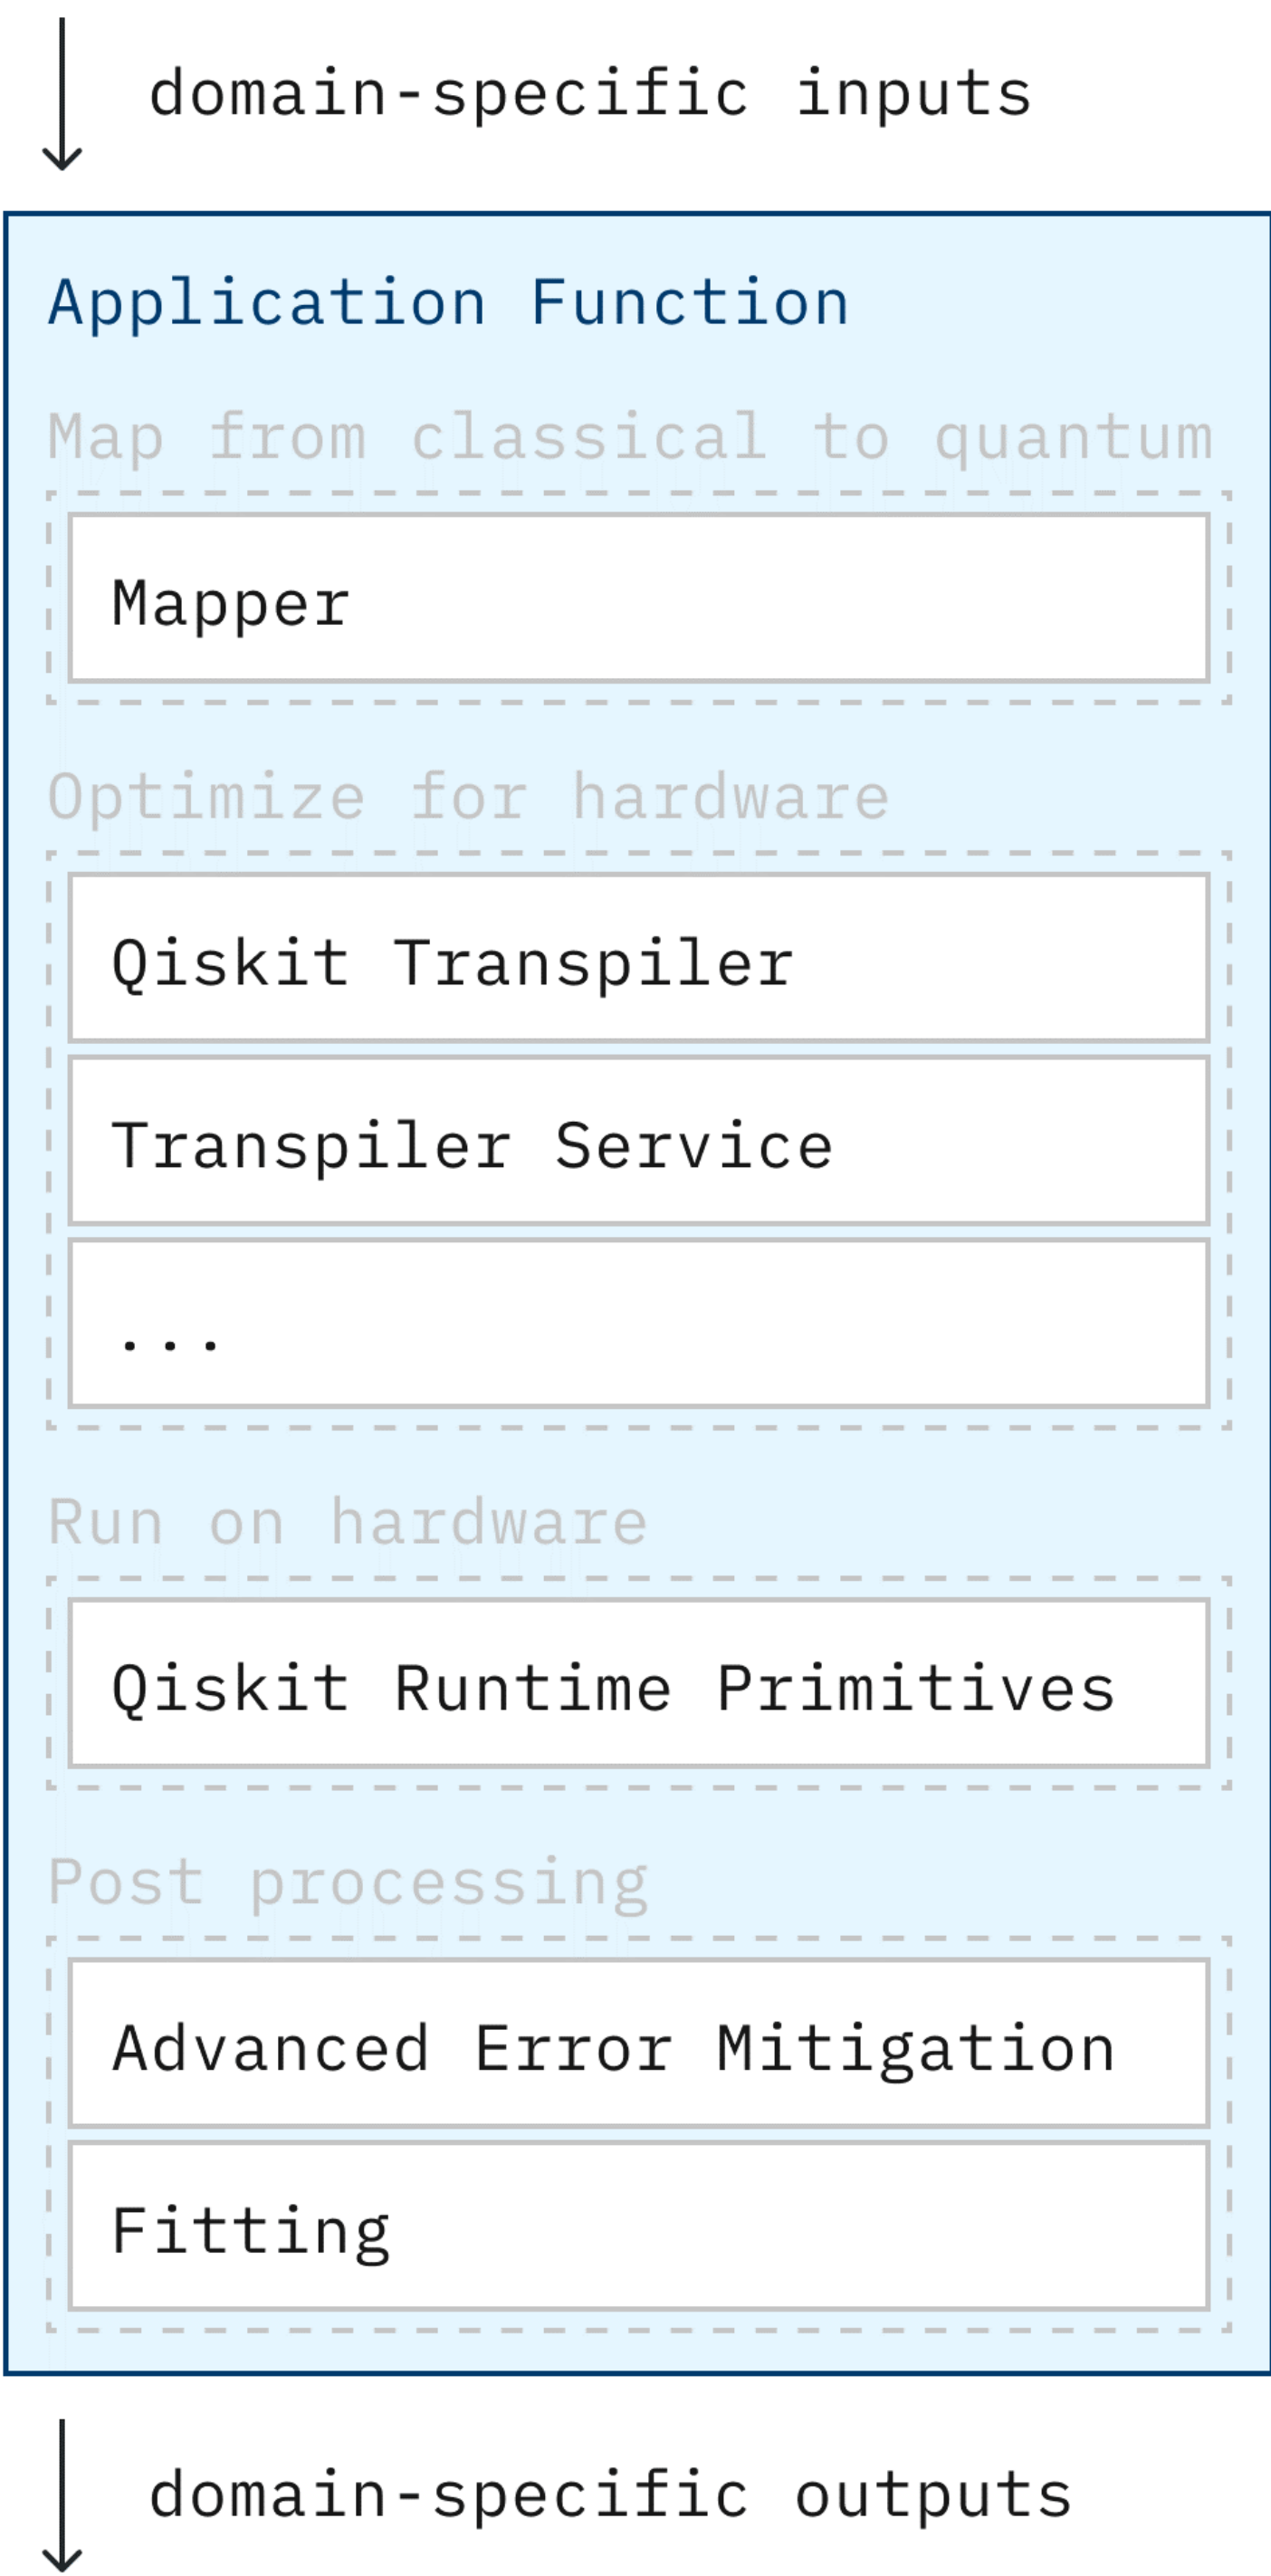 domain-specific inputs
Application Function
Map from classical to quantum
Mapper
Optimize for hardware
Qiskit Transpiler
Transpiler Service
...
Run on hardware
Qiskit Runtime Primitives
Post processing
Advanced Error Mitigation
Fitting
domain-specific outputs